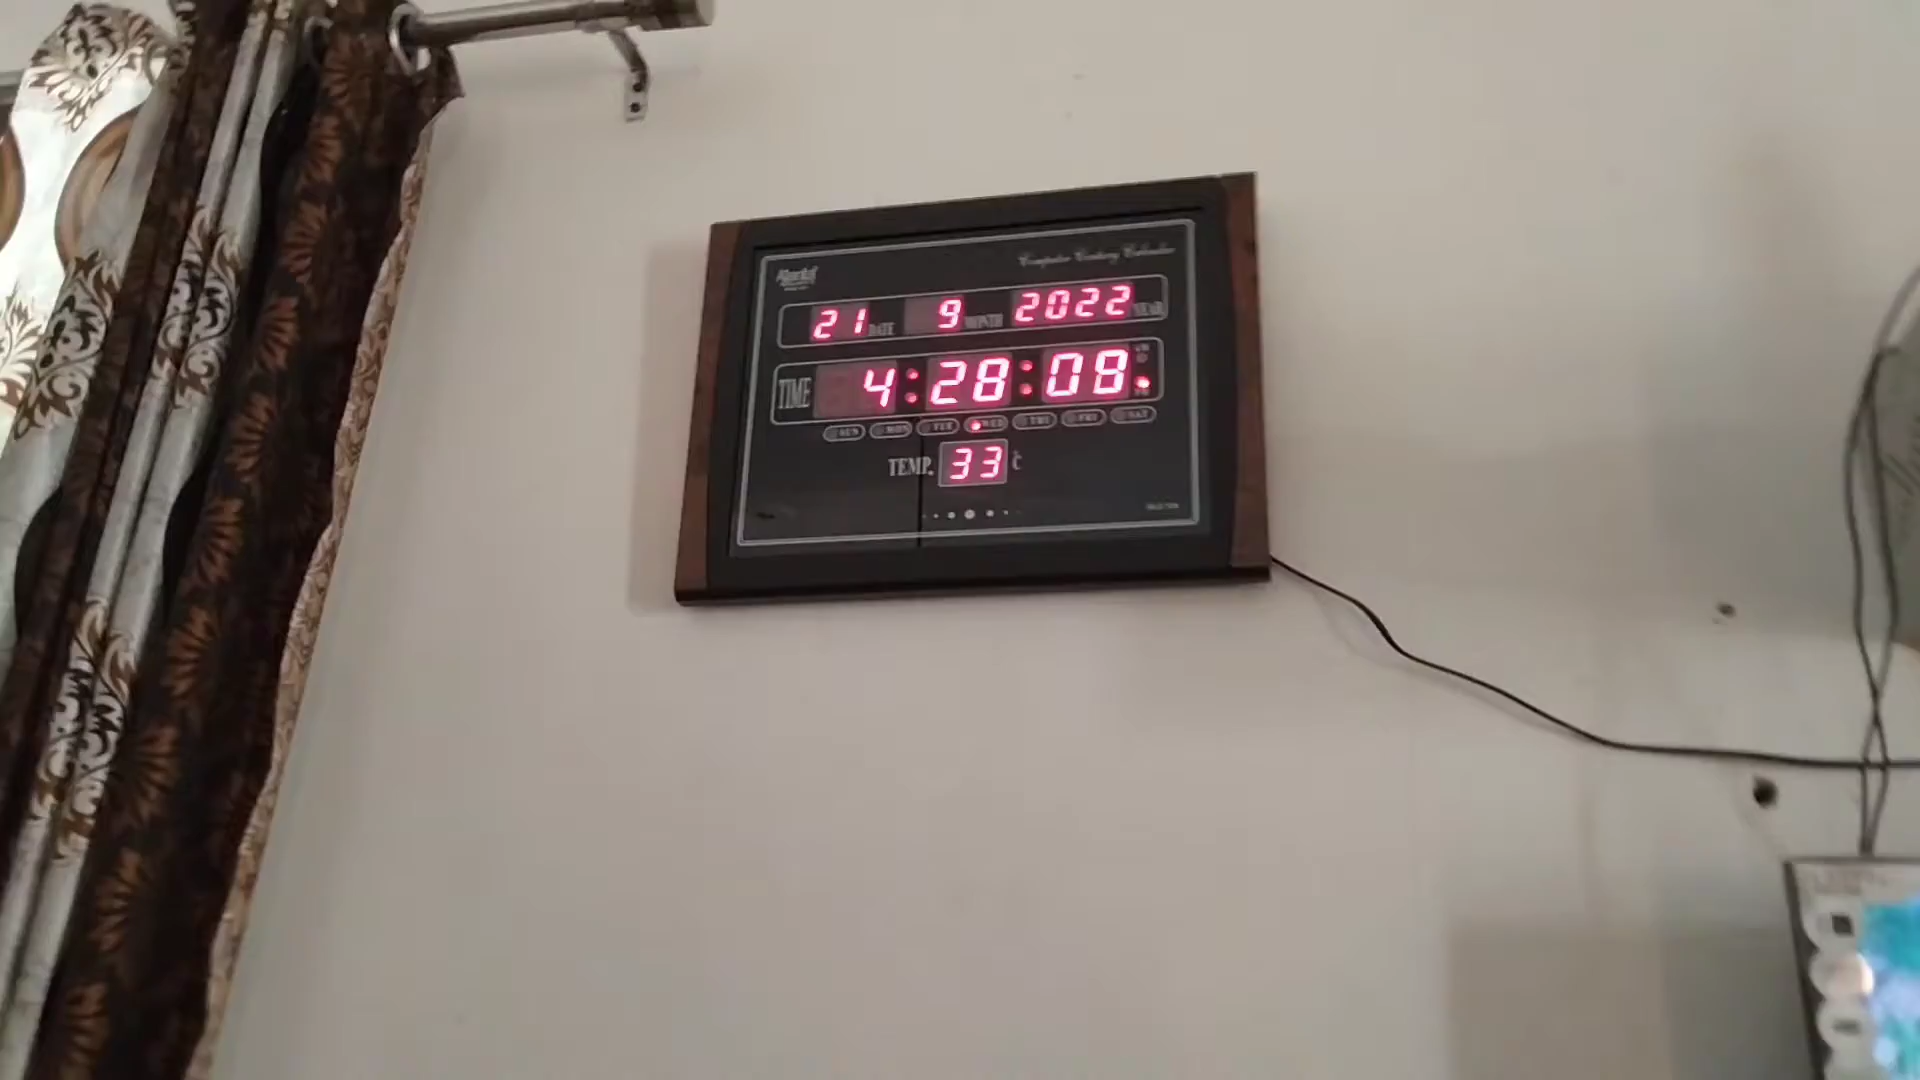 Ajanta
Computer Century Calendar
21 DATE 9 MONTH 2022 YEAR
TIME 4:28:08
SUN MON TUE WED THU FRI SAT
TEMP. 33 °C